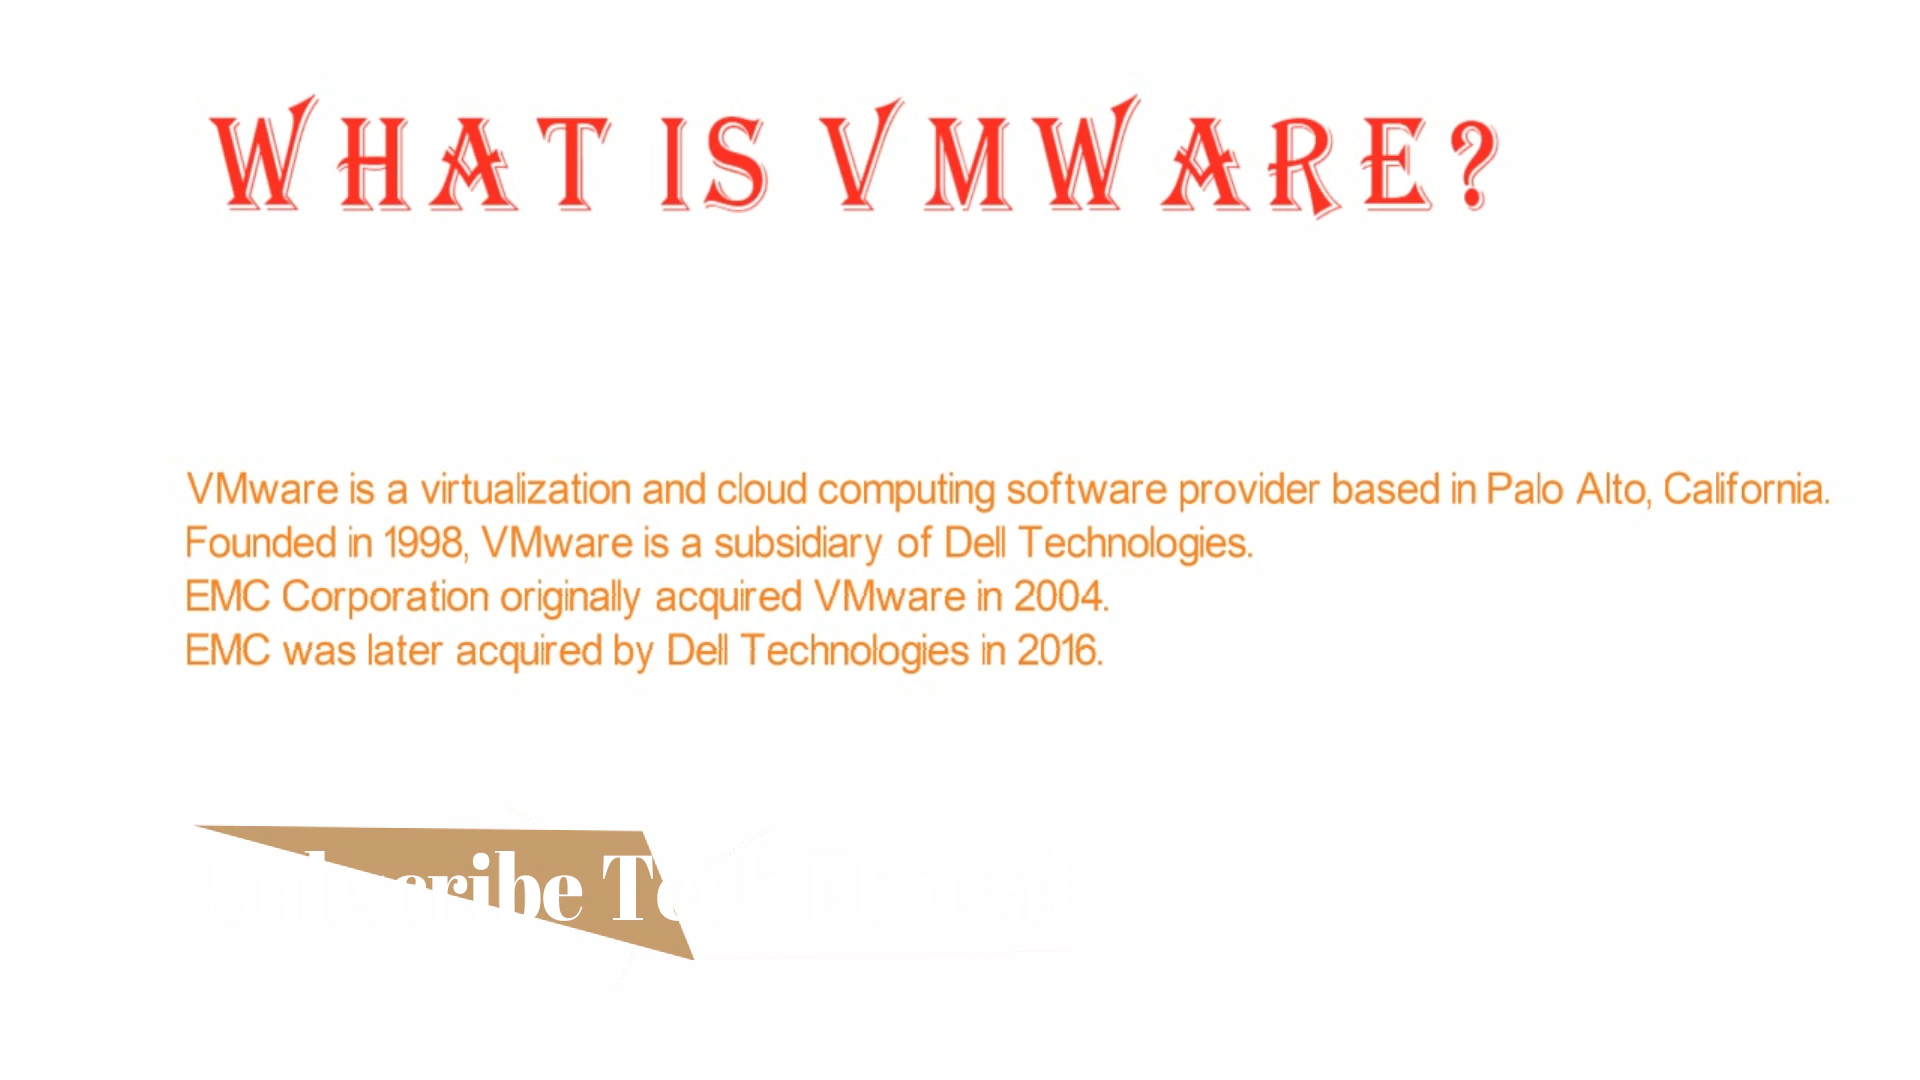 WHAT IS VMWARE?
VMware is a virtualization and cloud computing software provider based in Palo Alto, California.
Founded in 1998, VMware is a subsidiary of Dell Technologies.
EMC Corporation originally acquired VMware in 2004.
EMC was later acquired by Dell Technologies in 2016.
Subscribe